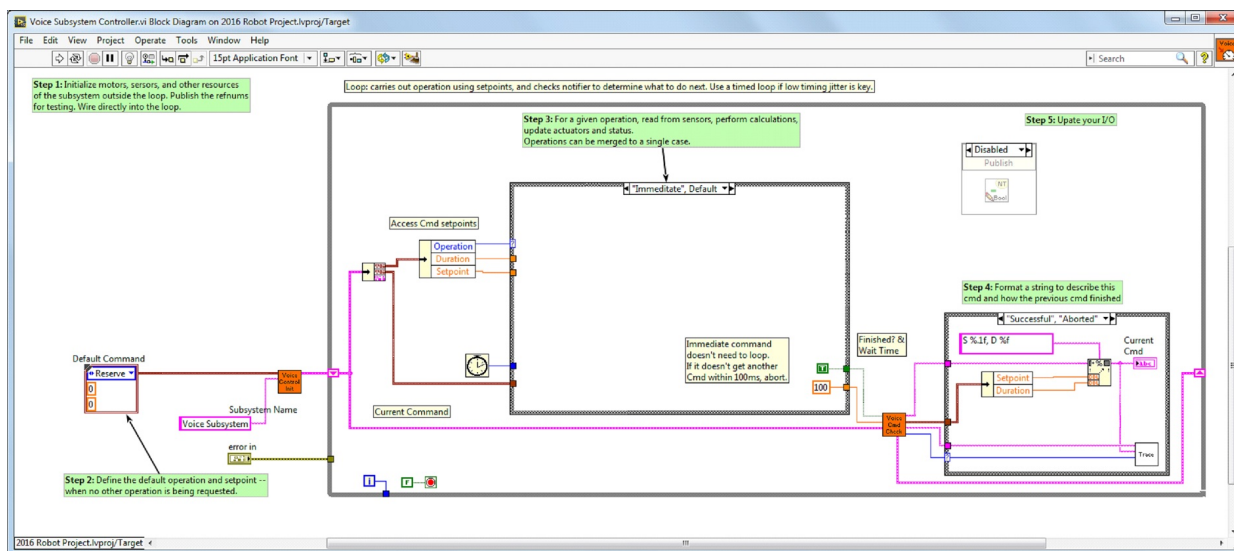 Voice Subsystem Controller.vi Block Diagram on 2016 Robot Project.lvproj/Target
File Edit View Project Operate Tools Window Help
15pt Application Font
Search
Voice
Step 1: Initialize motors, sersors, and other resources
of the subsystem outside the loop. Publish the refnums
for testing. Wire directly into the loop.
Loop: carries out operation using setpoints, and checks notifier to determine what to do next. Use a timed loop if low timing jitter is key.
Step 3: For a given operation, read from sensors, perform calculations,
update actuators and status.
Operations can be merged to a single case.
Step 5: Upate your I/O
Disabled
Publish
NT
Bool
"Immeditate", Default
Access Cmd setpoints
Operation
Duration
Setpoint
Step 4: Format a string to describe this
cmd and how the previous cmd finished
"Successful", "Aborted"
Finished? &
Wait Time
S %.1f, D %f
Current
Cmd
abc
Immediate command
doesn't need to loop.
If it doesn't get another
Cmd within 100ms, abort.
T
100
Setpoint
Duration
Default Command
Reserve
0
0
Voice
Control
Init
Subsystem Name
Voice Subsystem
Current Command
Voice
Cmd
Check
Trace
error in
Step 2: Define the default operation and setpoint --
when no other operation is being requested.
i
F
2016 Robot Project.lvproj/Target